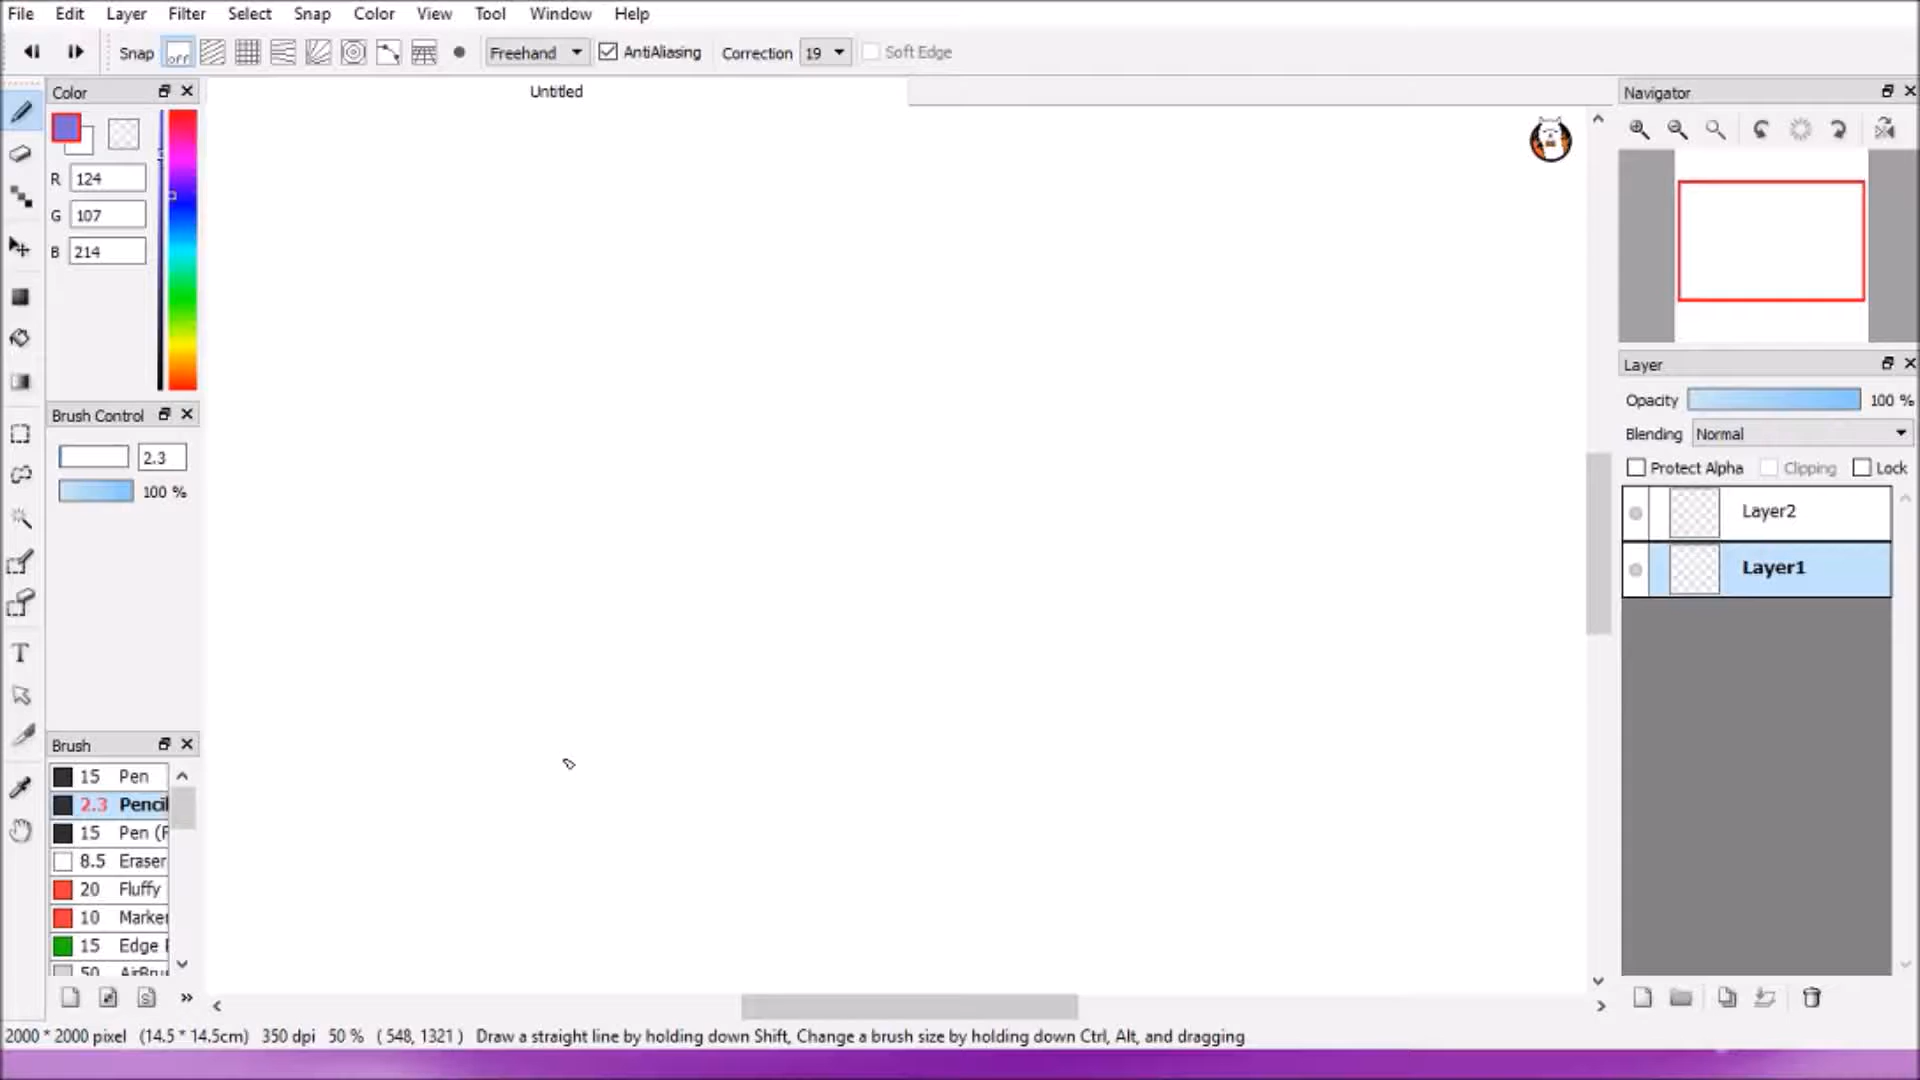 File Edit Layer Filter Select Snap Color View Tool Window Help
Snap off Freehand AntiAliasing Correction 19 Soft Edge
Color
R 124
G 107
B 214
Brush Control
2.3
100 %
Brush
15 Pen
2.3 Pencil
15 Pen (F
8.5 Eraser
20 Fluffy
10 Marker
15 Edge
50 AirBru
Untitled
Navigator
Layer
Opacity 100 %
Blending Normal
Protect Alpha Clipping Lock
Layer2
Layer1
2000 * 2000 pixel (14.5 * 14.5cm) 350 dpi 50 % ( 548, 1321 ) Draw a straight line by holding down Shift, Change a brush size by holding down Ctrl, Alt, and dragging